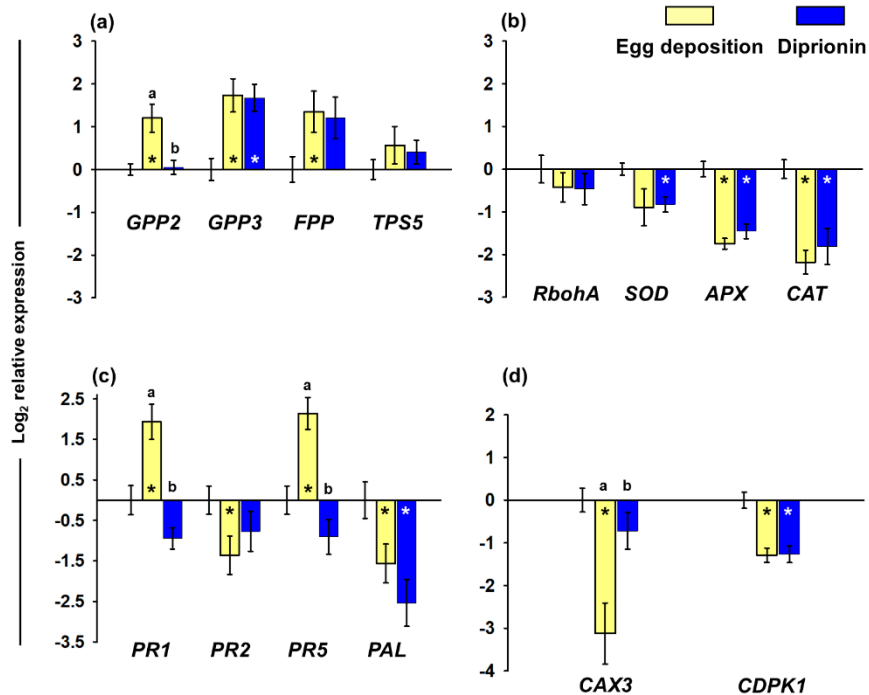 (a)
3
2
1
0
-1
-2
-3
a
b
*
*
*
*
GPP2 GPP3 FPP TPS5
(b)
Egg deposition Diprionin
3
2
1
0
-1
-2
-3
* * * * *
RbohA SOD APX CAT
Log2 relative expression
(c)
2.5
1.5
0.5
-0.5
-1.5
-2.5
-3.5
a b a b
* * * * *
PR1 PR2 PR5 PAL
(d)
2
1
0
-1
-2
-3
-4
a b
* * *
CAX3 CDPK1